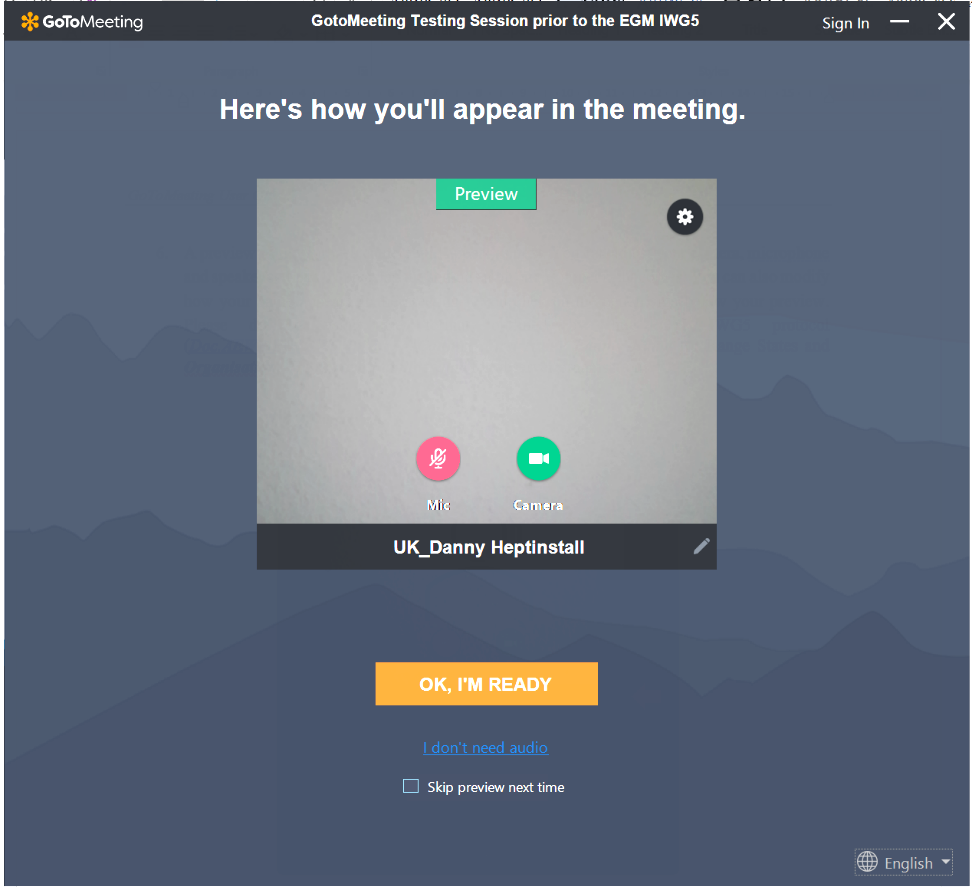 GoToMeeting
GotoMeeting Testing Session prior to the EGM IWG5
Sign In
Here's how you'll appear in the meeting.
Preview
Mic
Camera
UK_Danny Heptinstall
OK, I'M READY
I don't need audio
Skip preview next time
English